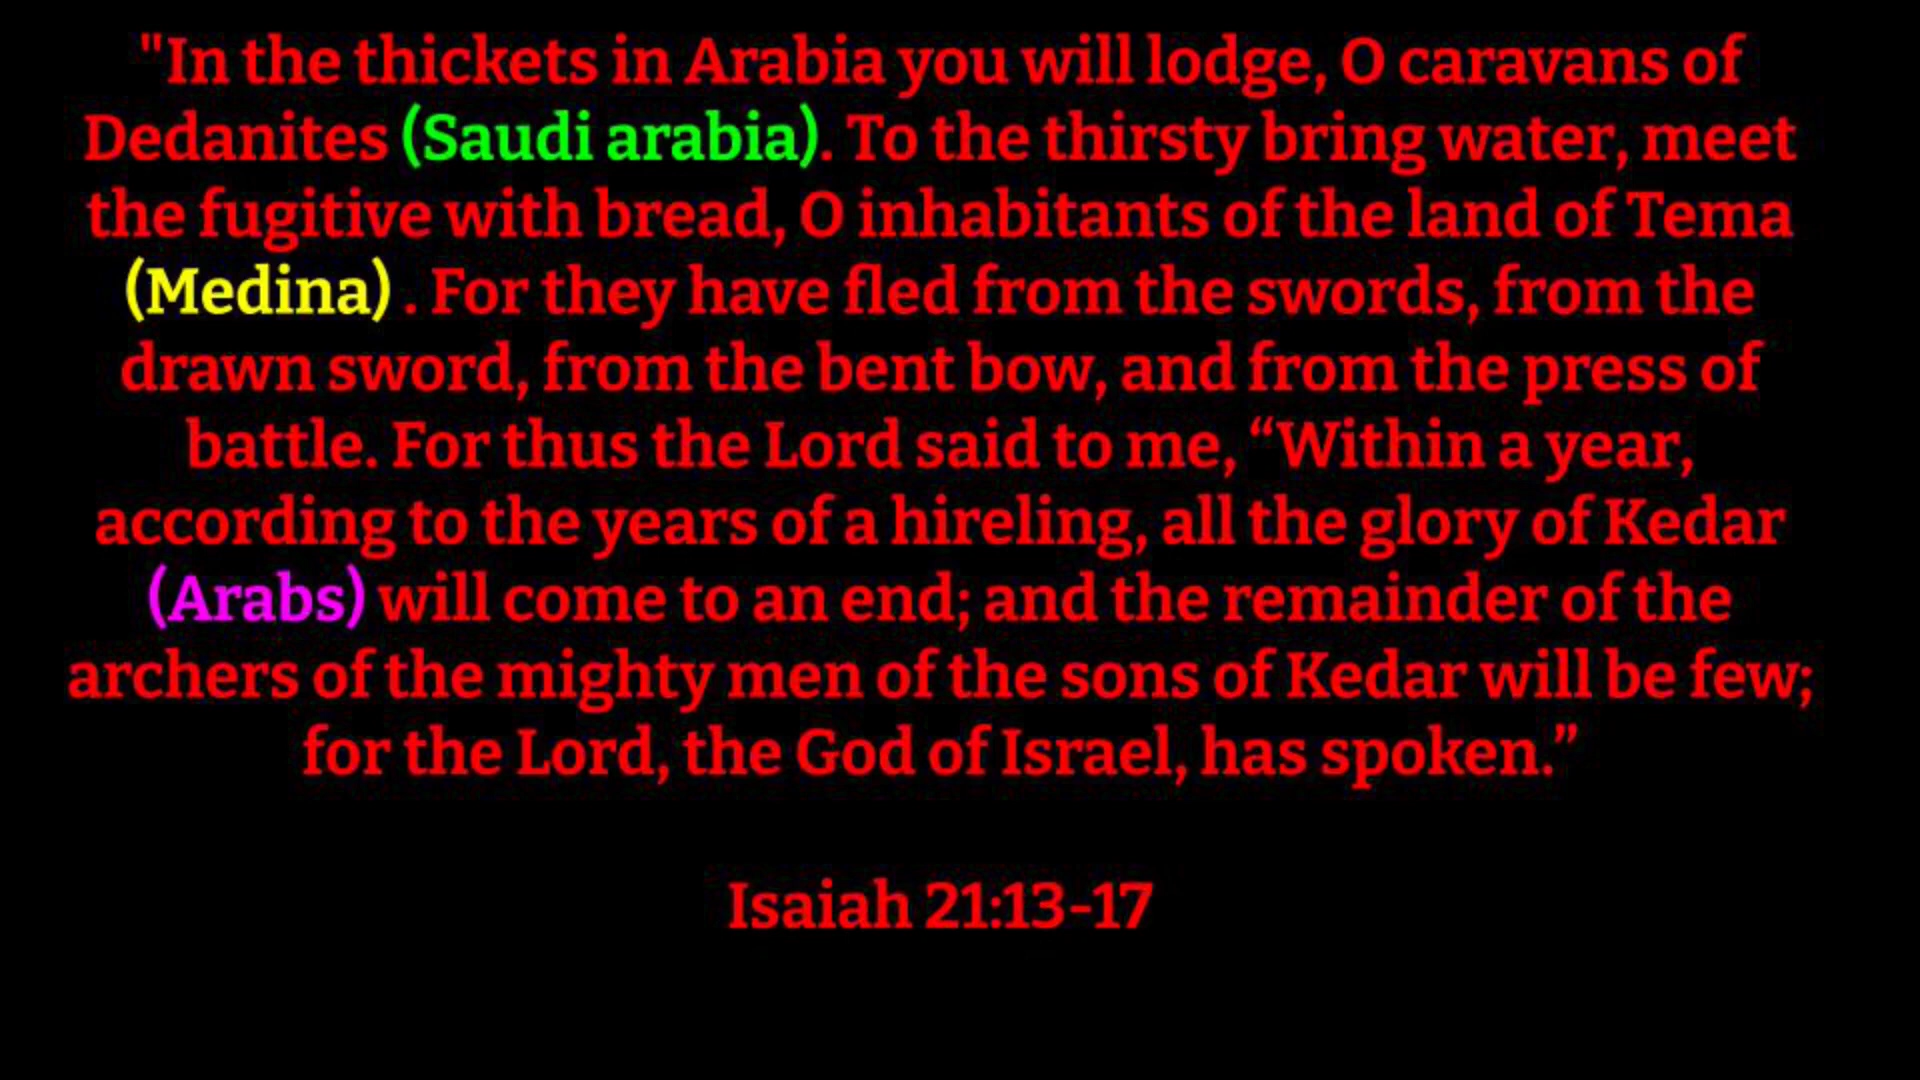 "In the thickets in Arabia you will lodge, O caravans of
Dedanites (Saudi arabia). To the thirsty bring water, meet
the fugitive with bread, O inhabitants of the land of Tema
(Medina) . For they have fled from the swords, from the
drawn sword, from the bent bow, and from the press of
battle. For thus the Lord said to me, “Within a year,
according to the years of a hireling, all the glory of Kedar
(Arabs) will come to an end; and the remainder of the
archers of the mighty men of the sons of Kedar will be few;
for the Lord, the God of Israel, has spoken.”
Isaiah 21:13-17